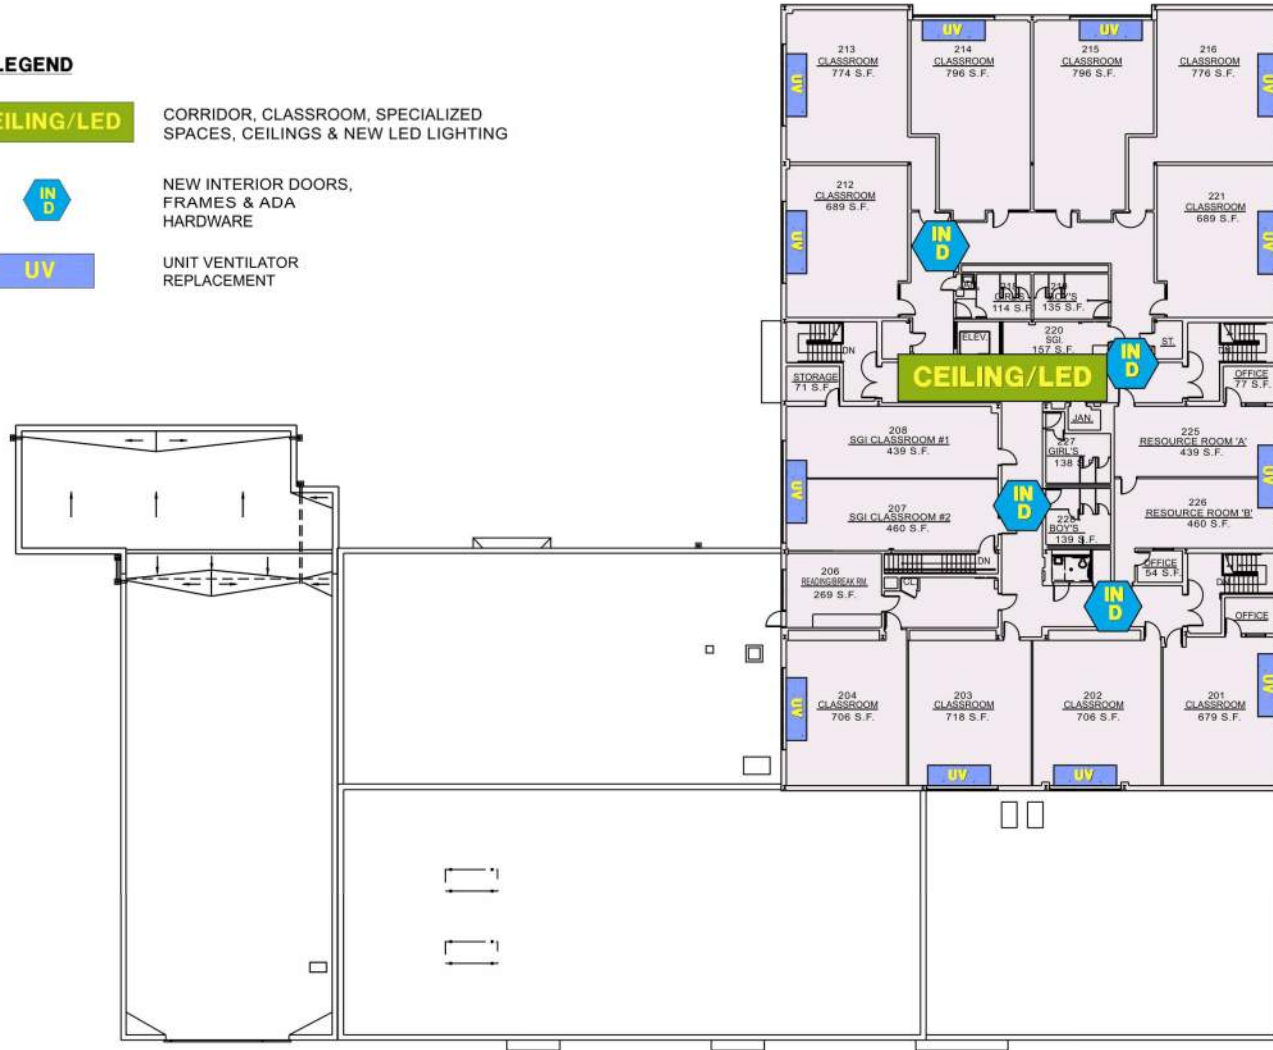 LEGEND
EILING/LED
CORRIDOR, CLASSROOM, SPECIALIZED
SPACES, CEILINGS & NEW LED LIGHTING
IN
D
NEW INTERIOR DOORS,
FRAMES & ADA
HARDWARE
UV
UNIT VENTILATOR
REPLACEMENT
213
CLASSROOM
774 S.F.
UV
UV
214
CLASSROOM
796 S.F.
UV
215
CLASSROOM
796 S.F.
216
CLASSROOM
776 S.F.
UV
212
CLASSROOM
689 S.F.
UV
221
CLASSROOM
689 S.F.
UV
IN
D
114 S.F.
135 S.F.
ELEV.
220
SGI.
157 S.F.
ST.
IN
D
DN
DN
STORAGE
71 S.F.
CEILING/LED
OFFICE
77 S.F.
208
SGI CLASSROOM #1
439 S.F.
JAN.
227
GIRL'S
138 S.F.
225
RESOURCE ROOM 'A'
439 S.F.
UV
UV
207
SGI CLASSROOM #2
460 S.F.
IN
D
228
BOY'S
139 S.F.
226
RESOURCE ROOM 'B'
460 S.F.
206
READING/BREAK RM.
269 S.F.
CL.
DN
OFFICE
54 S.F.
DN
IN
D
OFFICE
204
CLASSROOM
706 S.F.
UV
203
CLASSROOM
718 S.F.
UV
202
CLASSROOM
706 S.F.
UV
201
CLASSROOM
679 S.F.
UV